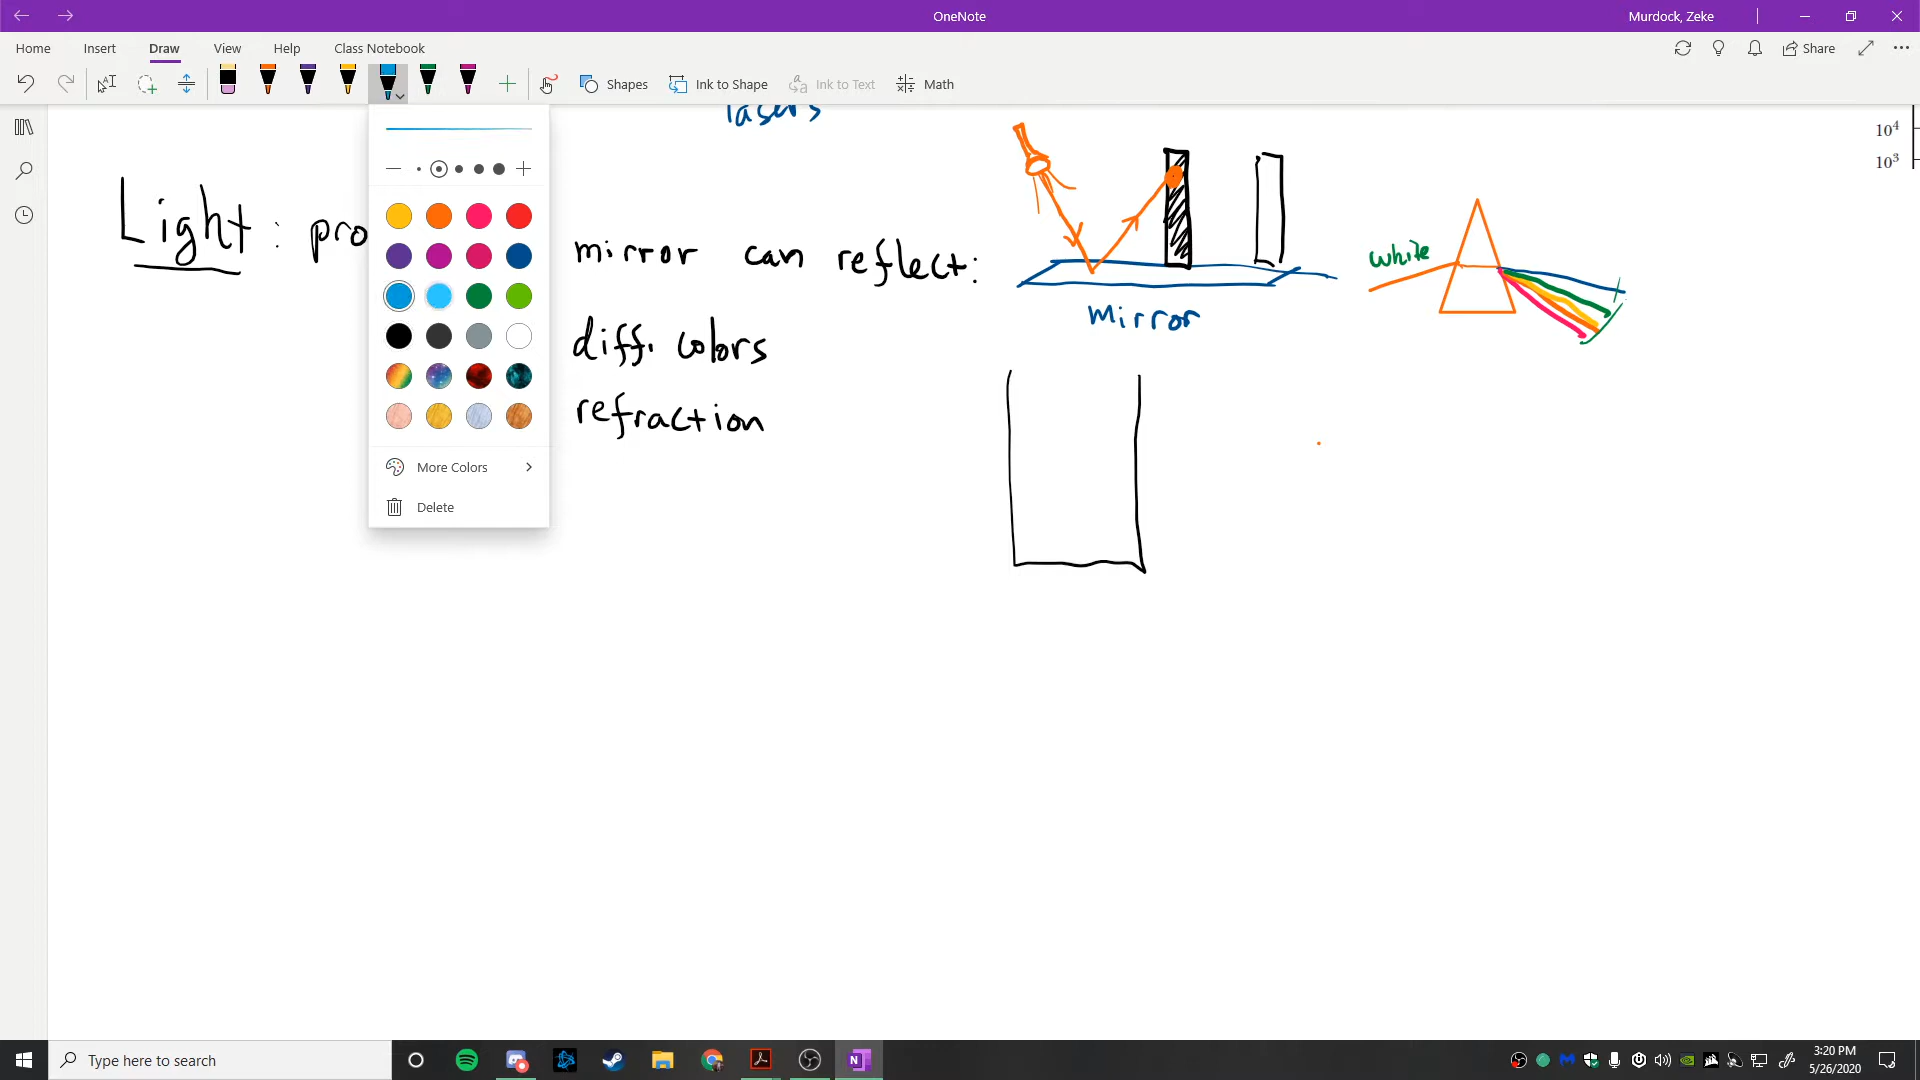 OneNote
Murdock, Zeke
Home Insert Draw View Help Class Notebook
Share
Shapes Ink to Shape Ink to Text Math
lasers
10⁴
10³
Light : pro
mirror can reflect:
white
mirror
diff. colors
refraction
More Colors
Delete
Type here to search
3:20 PM
5/26/2020